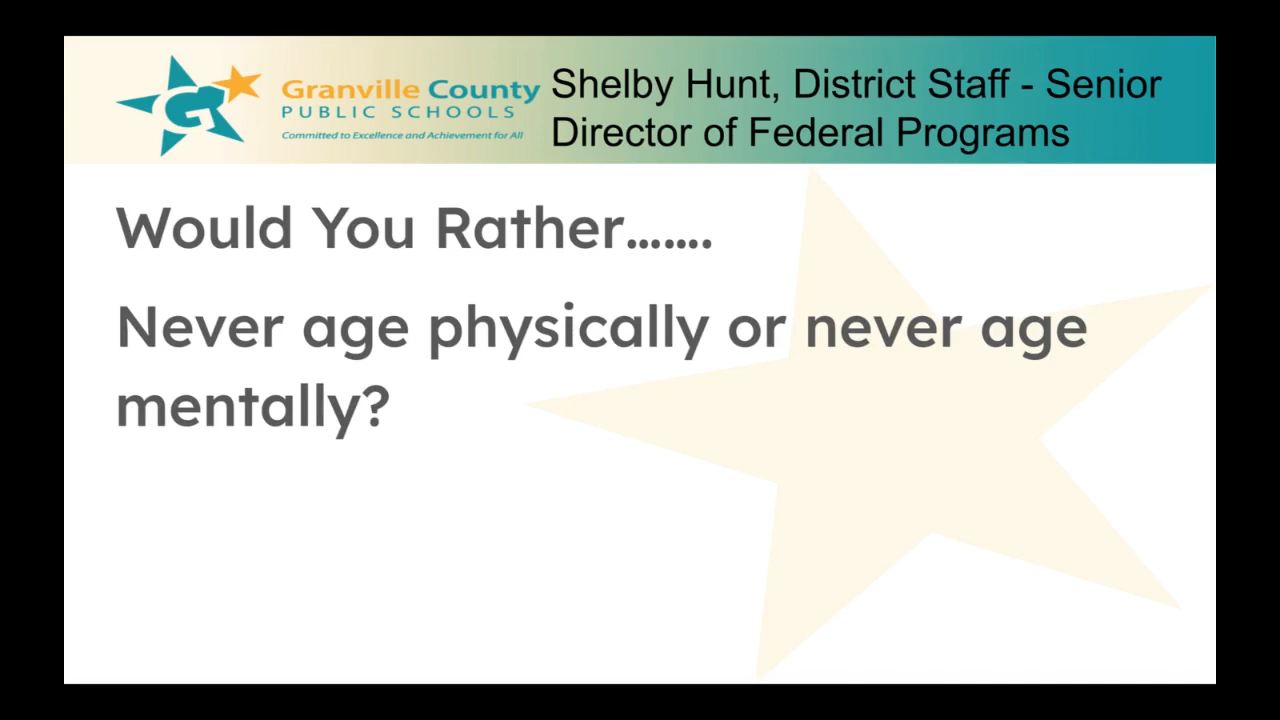 Granville County
PUBLIC SCHOOLS
Committed to Excellence and Achievement for All
Shelby Hunt, District Staff - Senior
Director of Federal Programs
Would You Rather.......
Never age physically or never age
mentally?